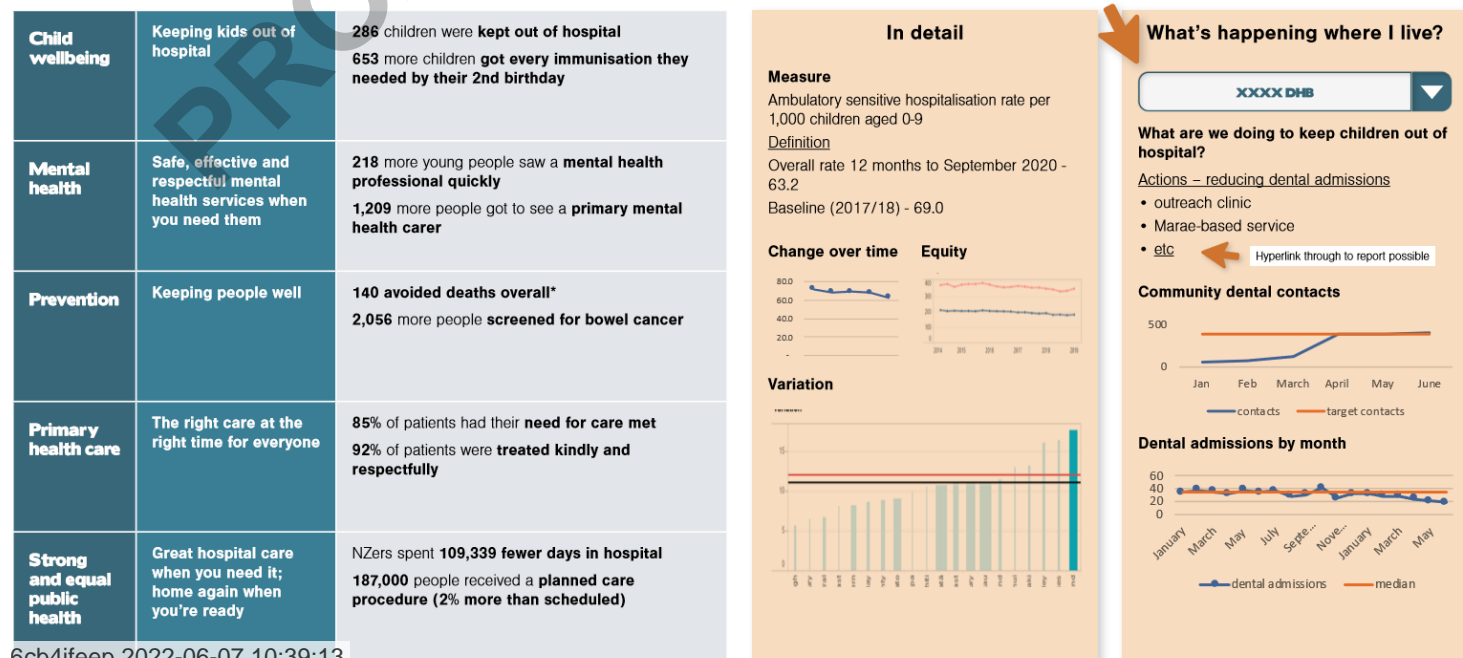 Child
wellbeing
Keeping kids out of
hospital
286 children were kept out of hospital
653 more children got every immunisation they
needed by their 2nd birthday
Mental
health
Safe, effective and
respectful mental
health services when
you need them
218 more young people saw a mental health
professional quickly
1,209 more people got to see a primary mental
health carer
Prevention
Keeping people well
140 avoided deaths overall*
2,056 more people screened for bowel cancer
Primary
health care
The right care at the
right time for everyone
85% of patients had their need for care met
92% of patients were treated kindly and
respectfully
Strong
and equal
public
health
Great hospital care
when you need it;
home again when
you're ready
NZers spent 109,339 fewer days in hospital
187,000 people received a planned care
procedure (2% more than scheduled)
PRO
6cb4ifeep 2022-06-07 10:39:13
In detail
Measure
Ambulatory sensitive hospitalisation rate per
1,000 children aged 0-9
Definition
Overall rate 12 months to September 2020 -
63.2
Baseline (2017/18) - 69.0
Change over time
80.0
60.0
40.0
20.0
-
Equity
2014 2015 2016 2017 2018 2019
Variation
What's happening where I live?
XXXX DHB
What are we doing to keep children out of
hospital?
Actions – reducing dental admissions
• outreach clinic
• Marae-based service
• etc
Hyperlink through to report possible
Community dental contacts
500
0
Jan Feb March April May June
contacts target contacts
Dental admissions by month
60
40
20
0
January March May July Septe... Nove... January March May
dental admissions median